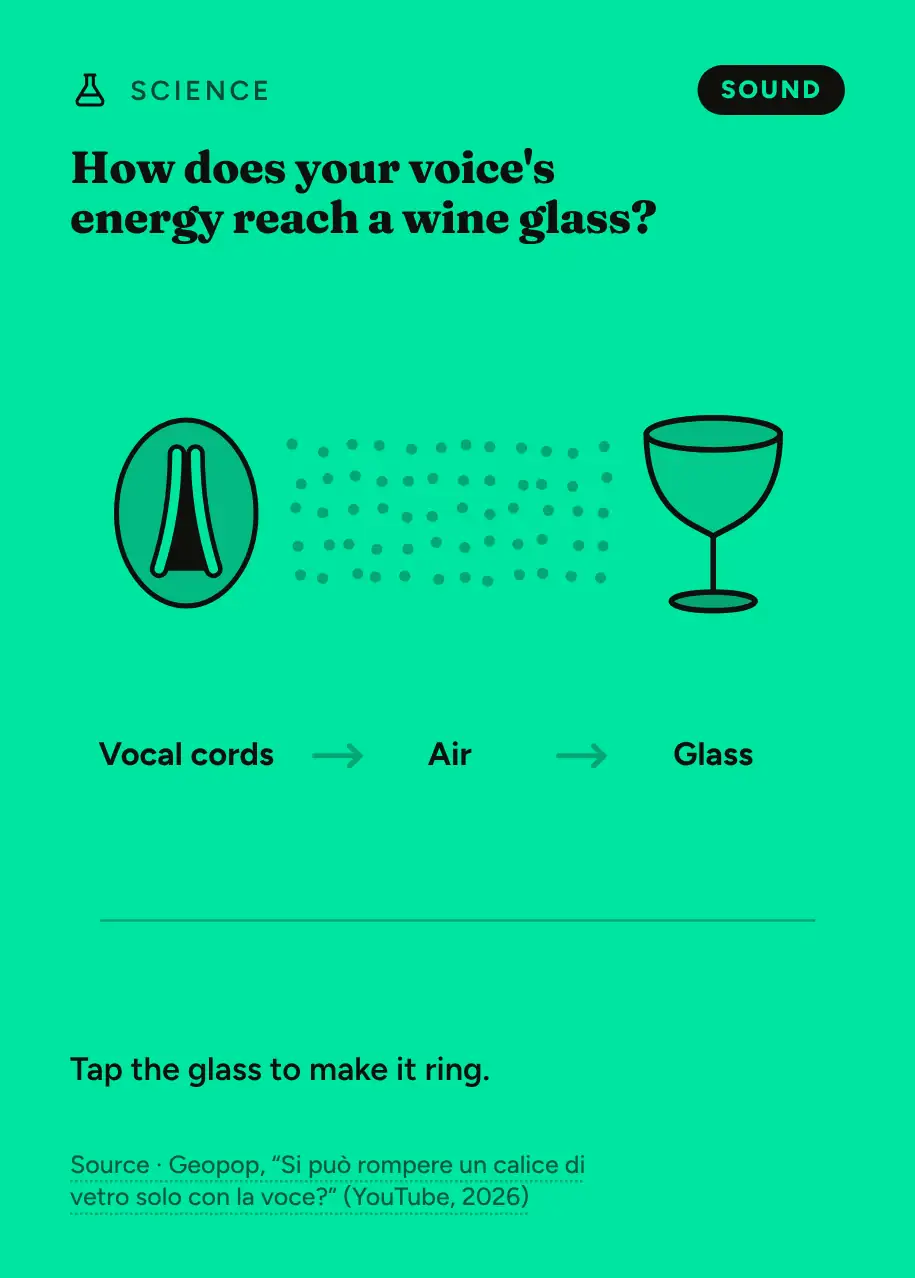 SCIENCE
SOUND
How does your voice's
energy reach a wine glass?
Vocal cords → Air → Glass
Tap the glass to make it ring.
Source · Geopop, “Si può rompere un calice di
vetro solo con la voce?” (YouTube, 2026)